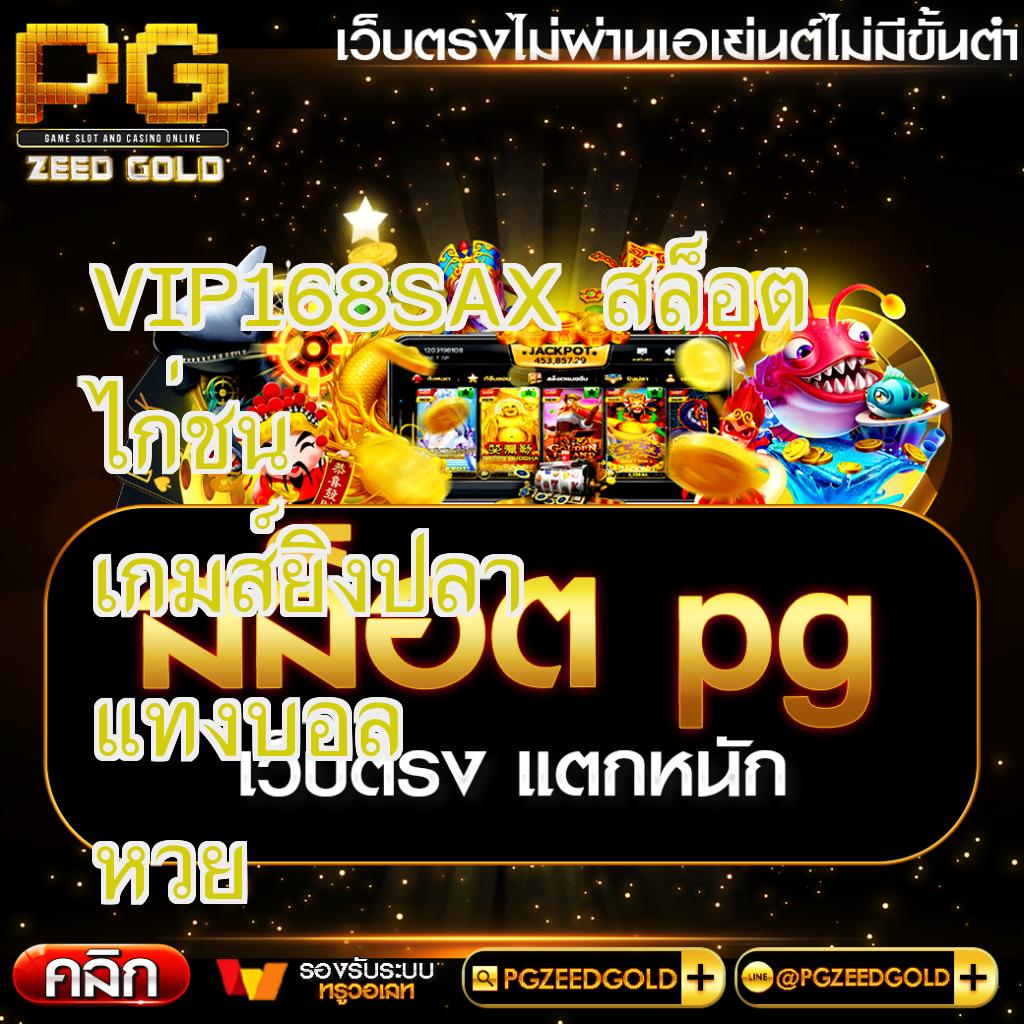 เว็บตรงไม่ผ่านเอเย่นต์ไม่มีขั้นต่ำ
PG
GAME SLOT AND CASINO ONLINE
ZEED GOLD
VIP168SAX สล็อต
ไก่ชน
เกมส์ยิงปลา
แทงบอล
หวย
JACKPOT
453,857.29
สล็อต pg
เว็บตรง แตกหนัก
คลิก
รองรับระบบ
ทรูวอเลท
PGZEEDGOLD +
LINE @PGZEEDGOLD +